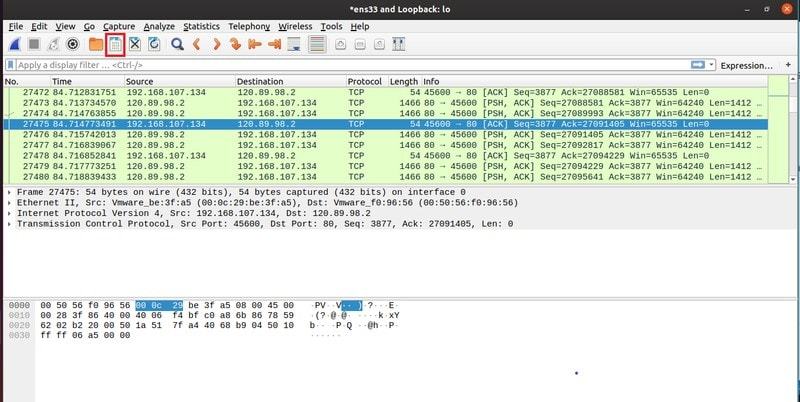 *ens33 and Loopback: lo
File Edit View Go Capture Analyze Statistics Telephony Wireless Tools Help
Apply a display filter ... <Ctrl-/> Expression... +
No. Time Source Destination Protocol Length Info
27472 84.712831751 192.168.107.134 120.89.98.2 TCP 54 45600 → 80 [ACK] Seq=3877 Ack=27088581 Win=65535 Len=0
27473 84.713734570 120.89.98.2 192.168.107.134 TCP 1466 80 → 45600 [PSH, ACK] Seq=27088581 Ack=3877 Win=64240 Len=1412 …
27474 84.714763855 120.89.98.2 192.168.107.134 TCP 1466 80 → 45600 [PSH, ACK] Seq=27089993 Ack=3877 Win=64240 Len=1412 …
27475 84.714773491 192.168.107.134 120.89.98.2 TCP 54 45600 → 80 [ACK] Seq=3877 Ack=27091405 Win=65535 Len=0
27476 84.715742013 120.89.98.2 192.168.107.134 TCP 1466 80 → 45600 [PSH, ACK] Seq=27091405 Ack=3877 Win=64240 Len=1412 …
27477 84.716839067 120.89.98.2 192.168.107.134 TCP 1466 80 → 45600 [PSH, ACK] Seq=27092817 Ack=3877 Win=64240 Len=1412 …
27478 84.716852841 192.168.107.134 120.89.98.2 TCP 54 45600 → 80 [ACK] Seq=3877 Ack=27094229 Win=65535 Len=0
27479 84.717773251 120.89.98.2 192.168.107.134 TCP 1466 80 → 45600 [PSH, ACK] Seq=27094229 Ack=3877 Win=64240 Len=1412 …
27480 84.718839433 120.89.98.2 192.168.107.134 TCP 1466 80 → 45600 [PSH, ACK] Seq=27095641 Ack=3877 Win=64240 Len=1412 …
Frame 27475: 54 bytes on wire (432 bits), 54 bytes captured (432 bits) on interface 0
Ethernet II, Src: Vmware_be:3f:a5 (00:0c:29:be:3f:a5), Dst: Vmware_f0:96:56 (00:50:56:f0:96:56)
Internet Protocol Version 4, Src: 192.168.107.134, Dst: 120.89.98.2
Transmission Control Protocol, Src Port: 45600, Dst Port: 80, Seq: 3877, Ack: 27091405, Len: 0
0000 00 50 56 f0 96 56 00 0c 29 be 3f a5 08 00 45 00 ·PV··V·· )·?···E·
0010 00 28 3f 86 40 00 40 06 f4 bf c0 a8 6b 86 78 59 ·(?·@·@· ····k·xY
0020 62 02 b2 20 00 50 1a 51 7f a4 40 68 b9 04 50 10 b·· ·P·Q ··@h··P·
0030 ff ff 06 a5 00 00 ······